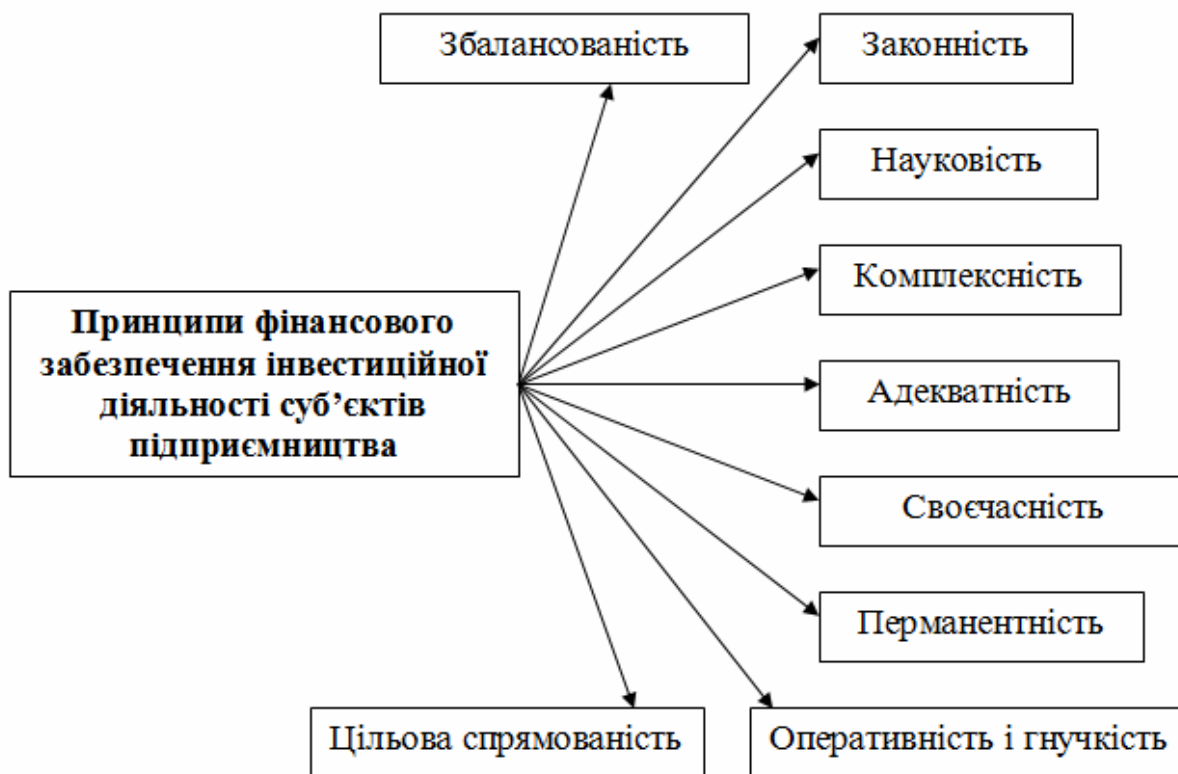 Збалансованість
Законність
Науковість
Комплексність
Принципи фінансового
забезпечення інвестиційної
діяльності суб’єктів
підприємництва
Адекватність
Своєчасність
Перманентність
Цільова спрямованість
Оперативність і гнучкість